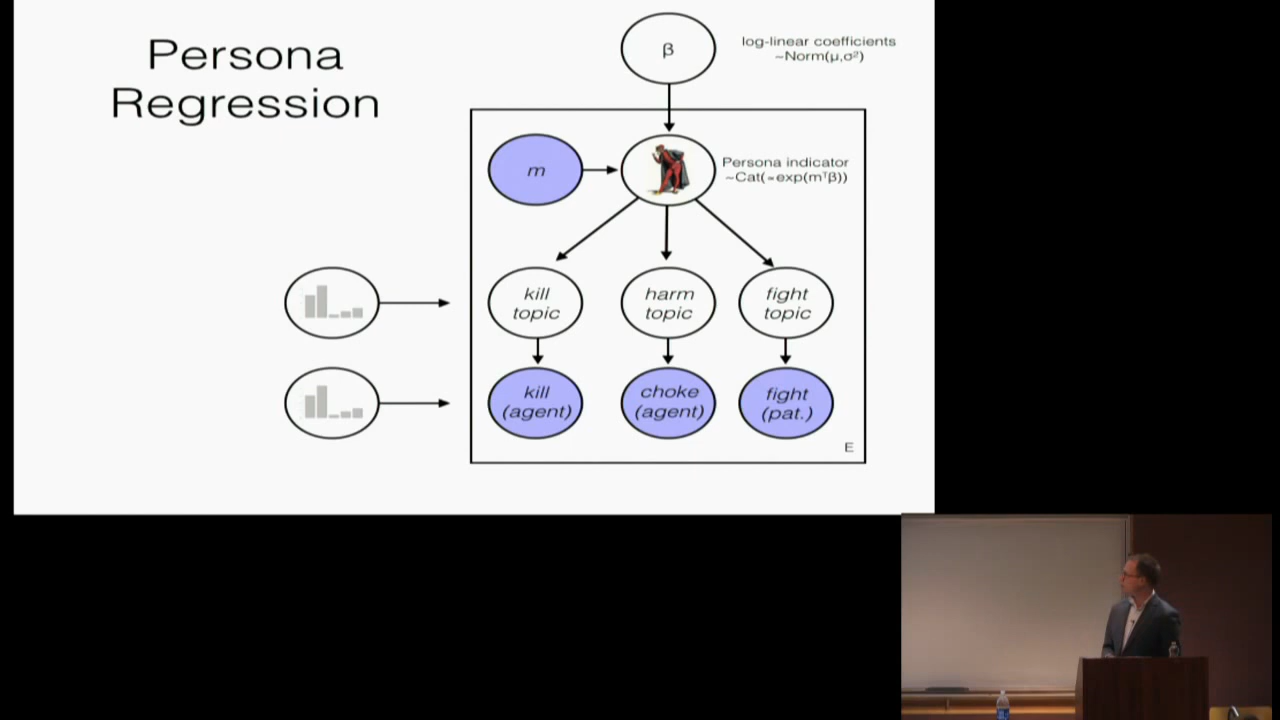 Persona
Regression
β
log-linear coefficients
~Norm(μ,σ²)
m
Persona indicator
~Cat(∝exp(mᵀβ))
kill
topic
harm
topic
fight
topic
kill
(agent)
choke
(agent)
fight
(pat.)
E